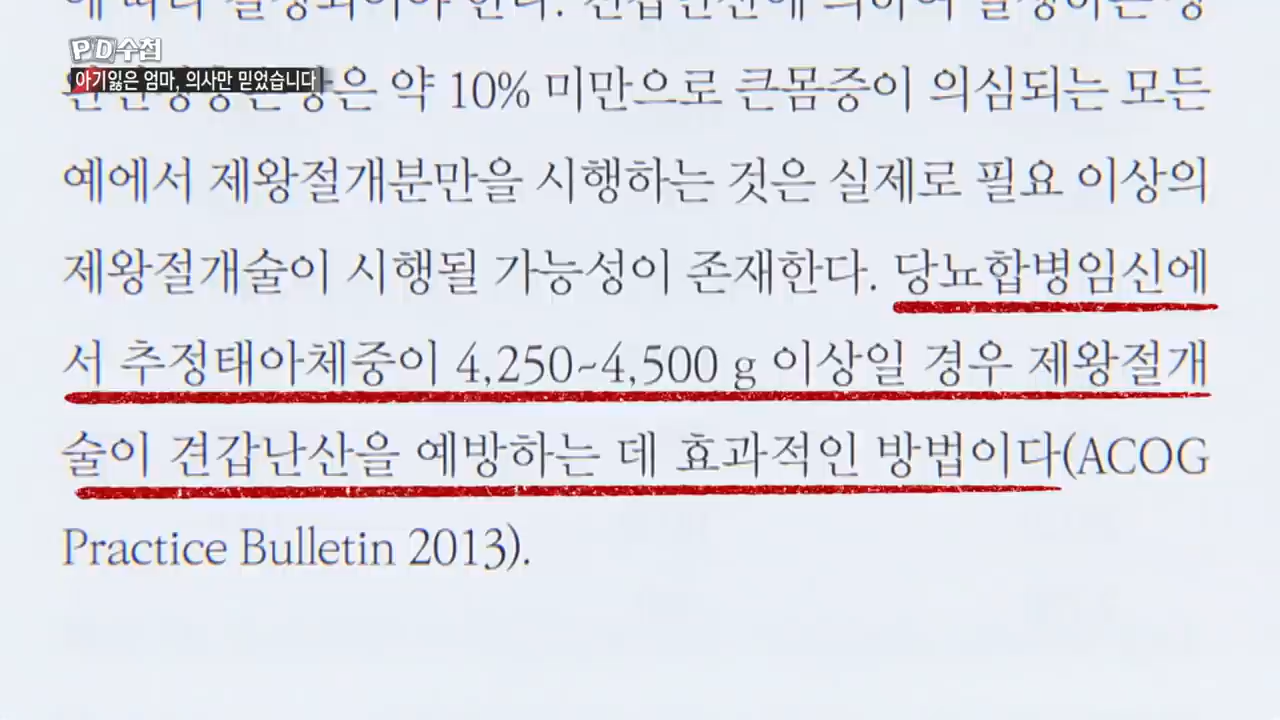 PD수첩
아기잃은 엄마, 의사만 믿었습니다
은 약 10% 미만으로 큰몸증이 의심되는 모든
예에서 제왕절개분만을 시행하는 것은 실제로 필요 이상의
제왕절개술이 시행될 가능성이 존재한다. 당뇨합병임신에
서 추정태아체중이 4,250~4,500 g 이상일 경우 제왕절개
술이 견갑난산을 예방하는 데 효과적인 방법이다(ACOG
Practice Bulletin 2013).